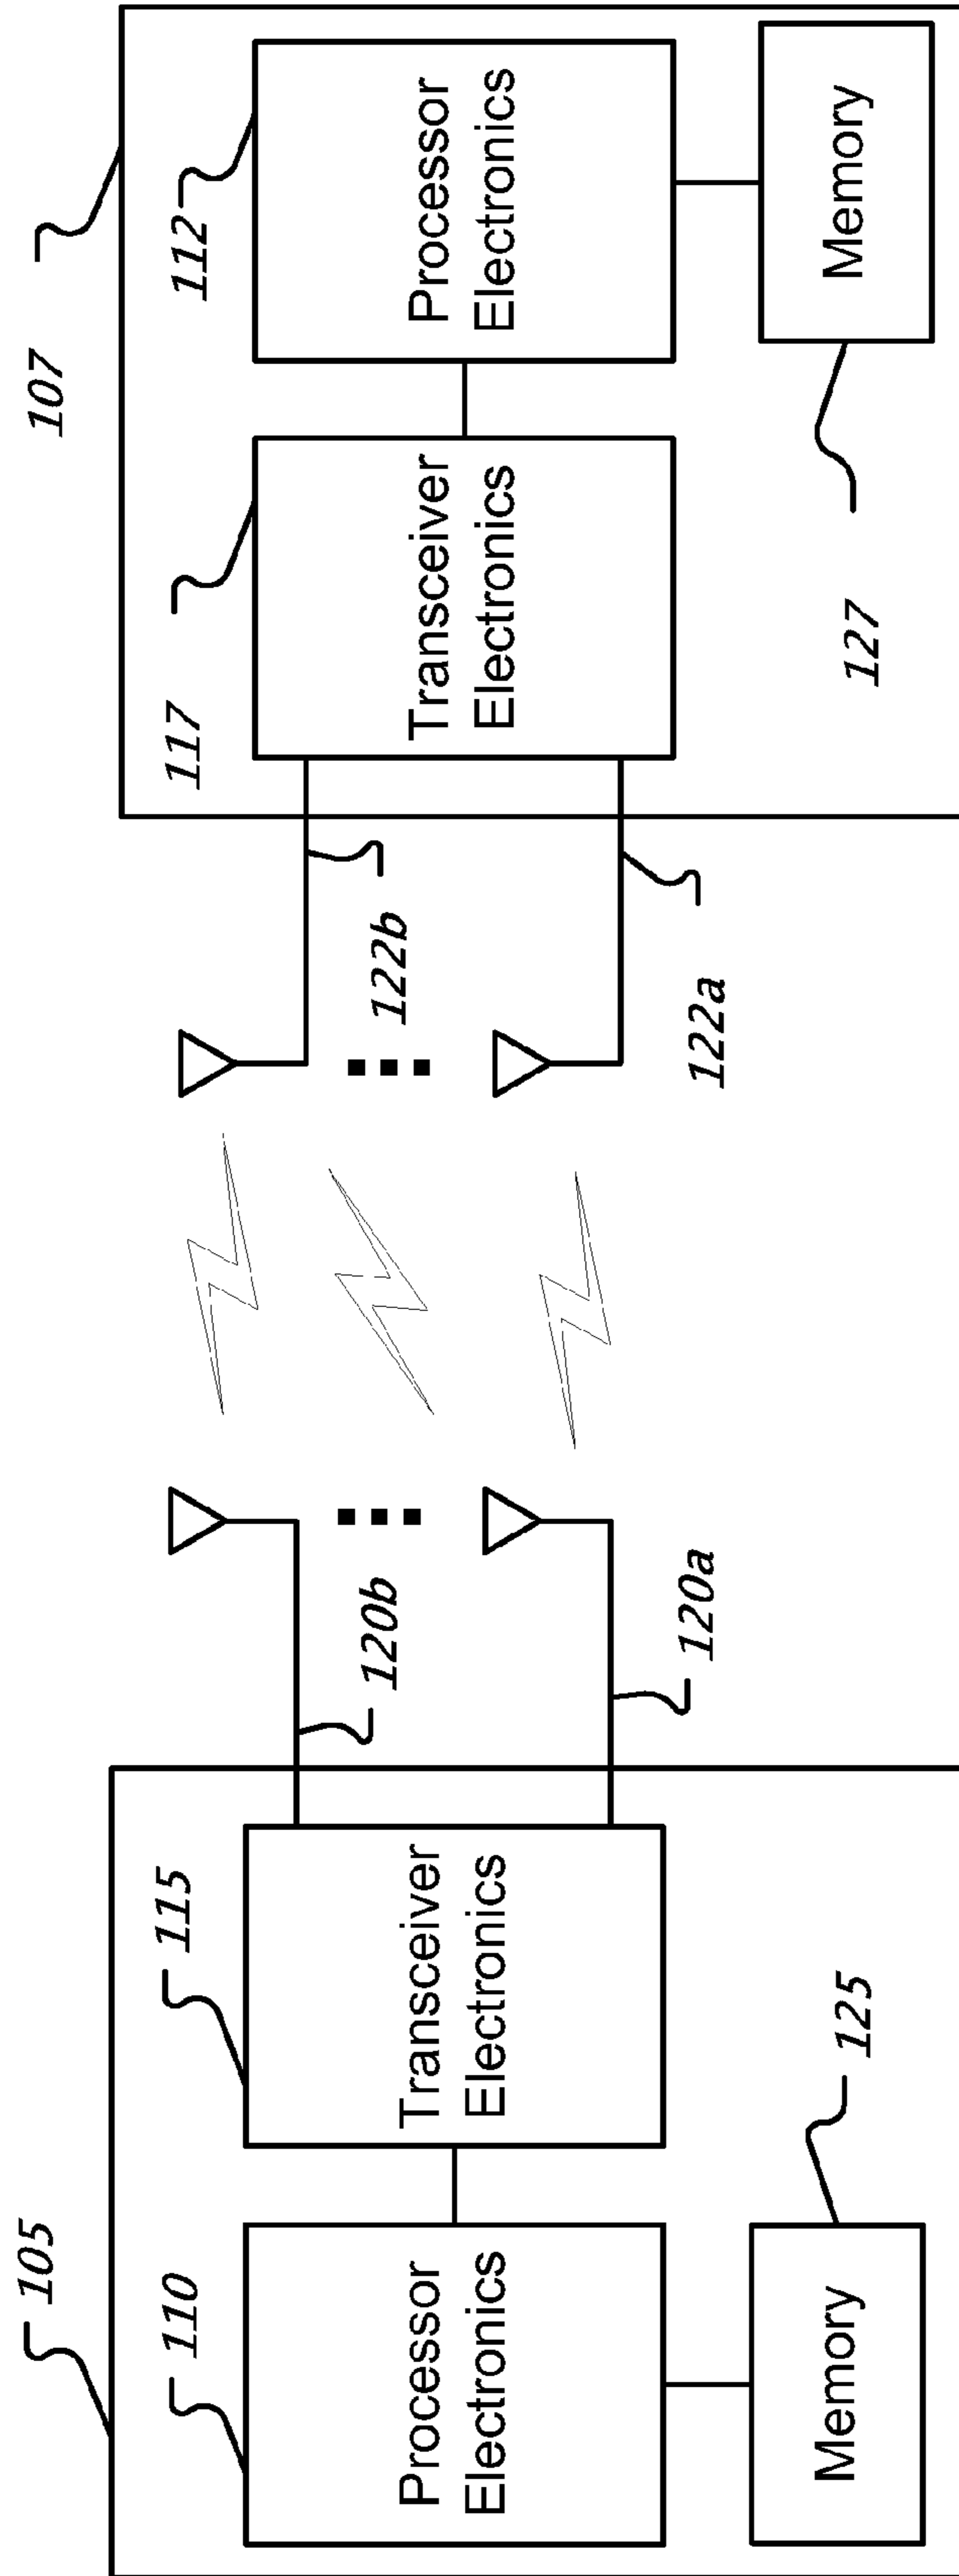 105
110
Processor
Electronics
115
Transceiver
Electronics
Memory
125
120b
120a
107
117
Transceiver
Electronics
112
Processor
Electronics
122b
122a
127
Memory